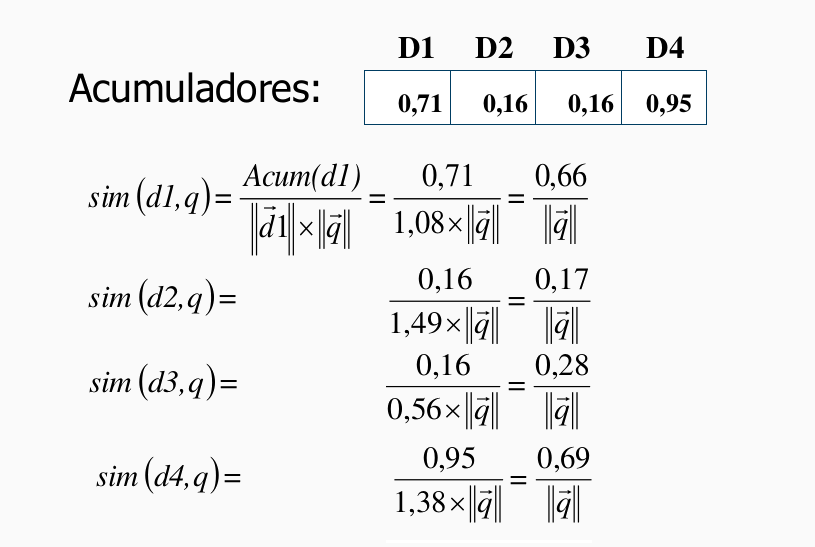 D1 D2 D3 D4
Acumuladores: 0,71 0,16 0,16 0,95
sim (d1,q) = Acum(d1) / ‖d⃗1‖×‖q⃗‖ = 0,71 / 1,08×‖q⃗‖ = 0,66 / ‖q⃗‖
sim (d2,q) = 0,16 / 1,49×‖q⃗‖ = 0,17 / ‖q⃗‖
sim (d3,q) = 0,16 / 0,56×‖q⃗‖ = 0,28 / ‖q⃗‖
sim (d4,q) = 0,95 / 1,38×‖q⃗‖ = 0,69 / ‖q⃗‖